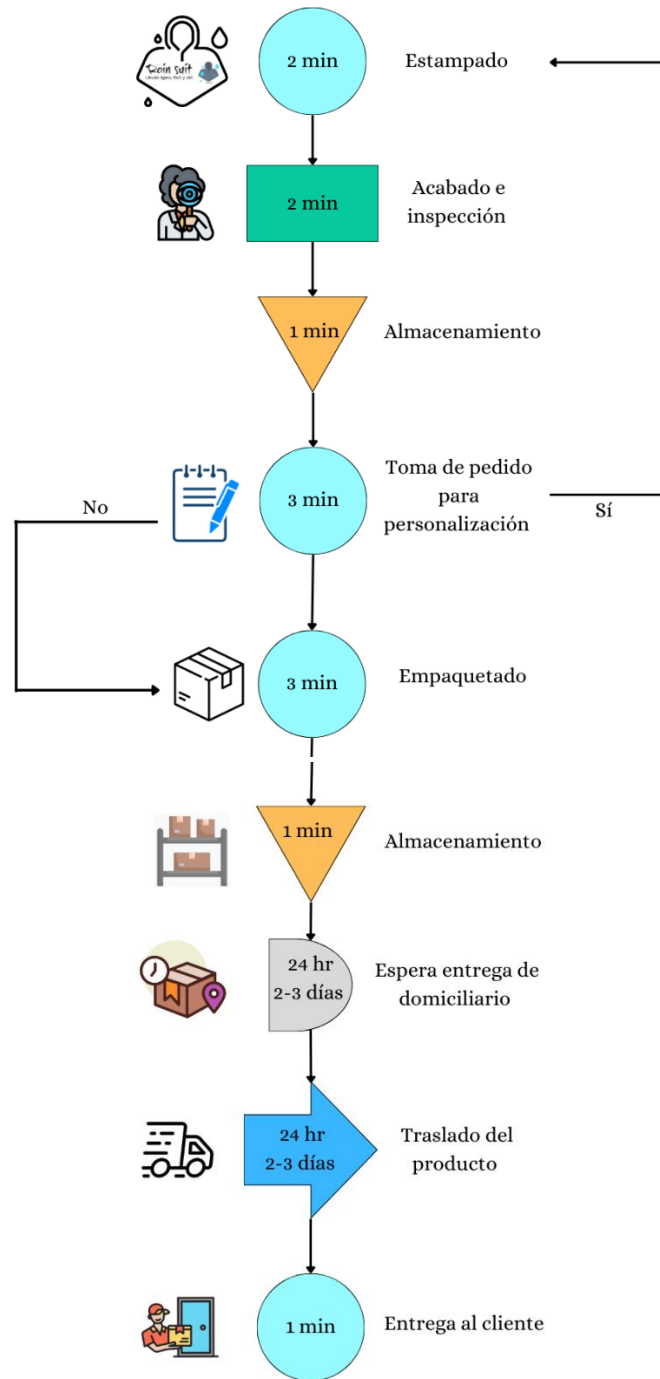 Rain suit
2 min
Estampado
2 min
Acabado e
inspección
1 min
Almacenamiento
Toma de pedido
para
personalización
3 min
No
Sí
3 min
Empaquetado
1 min
Almacenamiento
24 hr
2-3 días
Espera entrega de
domiciliario
24 hr
2-3 días
Traslado del
producto
1 min
Entrega al cliente